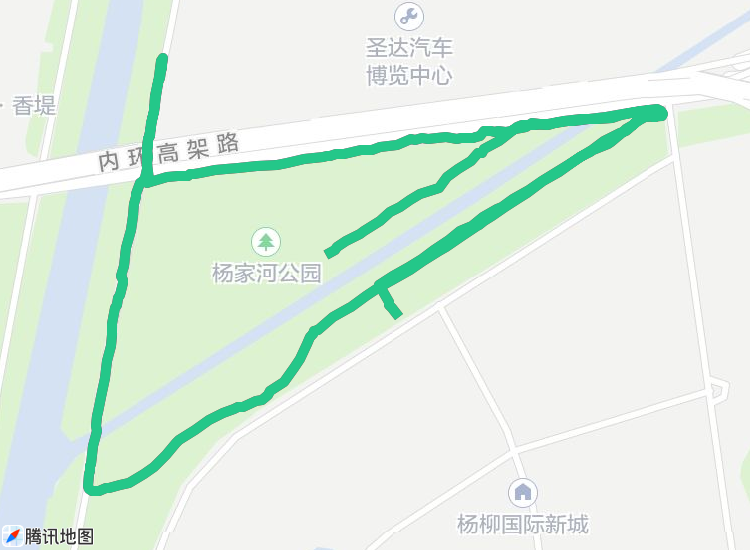 圣达汽车
博览中心
· 香堤
内环高架路
杨家河公园
杨柳国际新城
腾讯地图